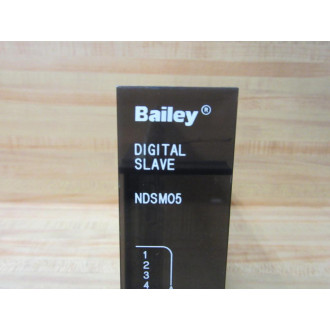 Bailey®
DIGITAL
SLAVE
NDSM05
1
2
3
4